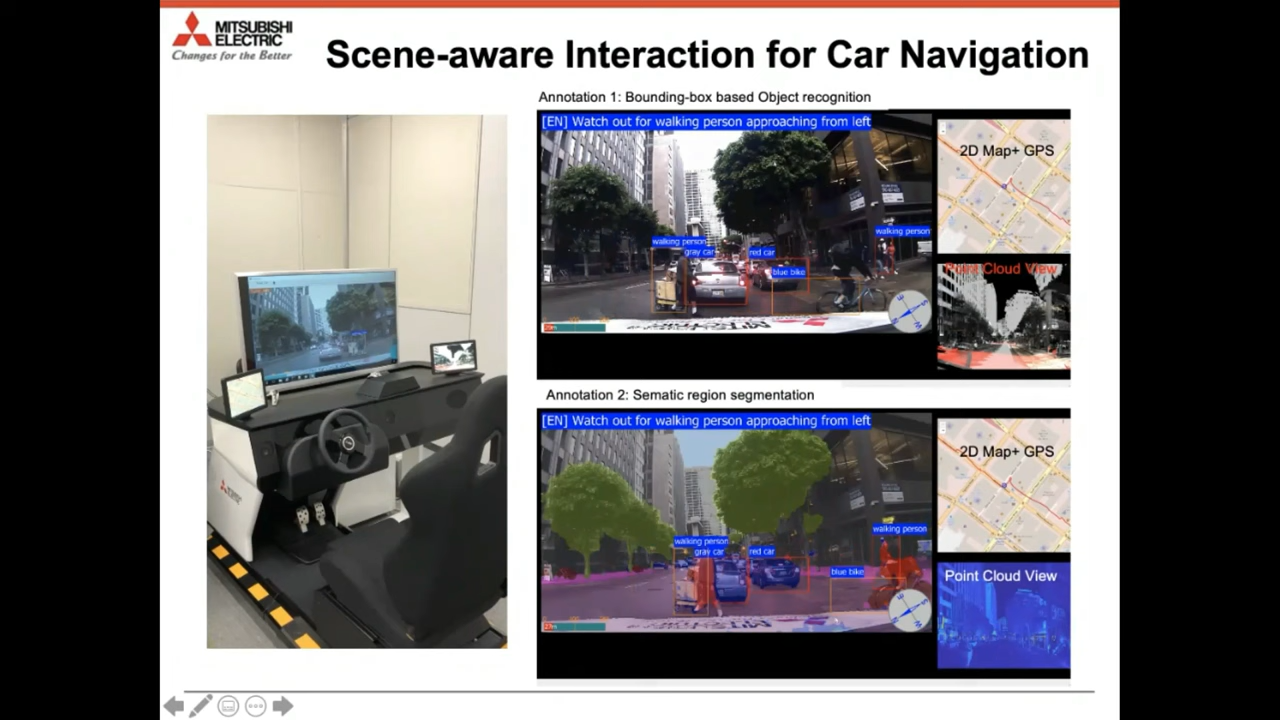 MITSUBISHI
ELECTRIC
Changes for the Better
Scene-aware Interaction for Car Navigation
Annotation 1: Bounding-box based Object recognition
[EN] Watch out for walking person approaching from left
2D Map+ GPS
walking person
walking person
gray car
red car
blue bike
Point Cloud View
29m
Annotation 2: Sematic region segmentation
[EN] Watch out for walking person approaching from left
2D Map+ GPS
walking person
walking person
gray car
red car
blue bike
Point Cloud View
27m